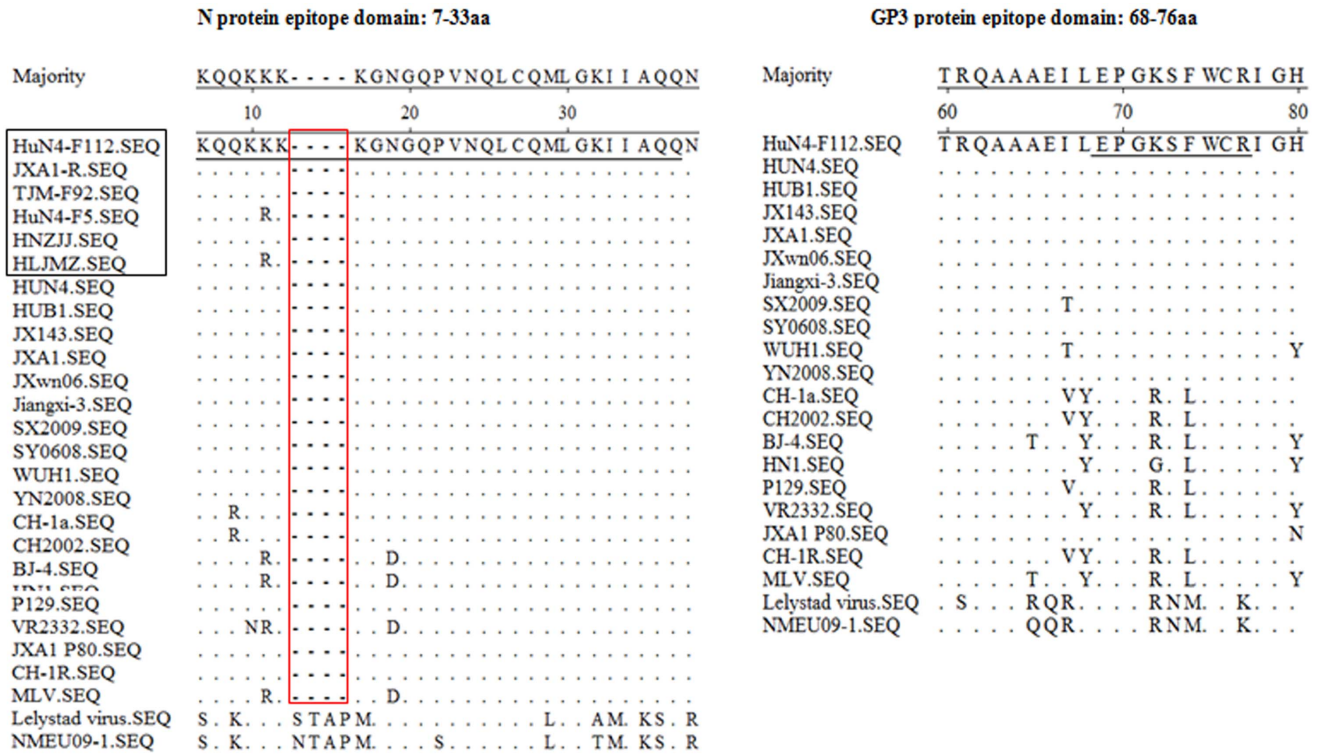 N protein epitope domain: 7-33aa
Majority KQQKKK----KGNGQPVNQLCQMLGKIIAQQN
10 20 30
HuN4-F112.SEQ KQQKKK----KGNGQPVNQLCQMLGKIIAQQN
JXA1-R.SEQ ......----......................
TJM-F92.SEQ ......----......................
HuN4-F5.SEQ ....R.----......................
HNZJJ.SEQ ......----......................
HLJMZ.SEQ ....R.----......................
HUN4.SEQ ......----......................
HUB1.SEQ ......----......................
JX143.SEQ ......----......................
JXA1.SEQ ......----......................
JXwn06.SEQ ......----......................
Jiangxi-3.SEQ ......----......................
SX2009.SEQ ......----......................
SY0608.SEQ ......----......................
WUH1.SEQ ......----......................
YN2008.SEQ ......----......................
CH-1a.SEQ ..R...----......................
CH2002.SEQ ..R...----......................
BJ-4.SEQ ....R.----..D...................
....R.----..D...................
P129.SEQ ......----......................
VR2332.SEQ ...NR.----..D...................
JXA1 P80.SEQ ......----......................
CH-1R.SEQ ......----......................
MLV.SEQ ....R.----..D...................
Lelystad virus.SEQ S.K...STAPM...........L..AM.KS.R
NMEU09-1.SEQ S.K...NTAPM....S......L..TM.KS.R
GP3 protein epitope domain: 68-76aa
Majority TRQAAAEILEPGKSFWCRIGH
60 70 80
HuN4-F112.SEQ TRQAAAEILEPGKSFWCRIGH
HUN4.SEQ .....................
HUB1.SEQ .....................
JX143.SEQ .....................
JXA1.SEQ .....................
JXwn06.SEQ .....................
Jiangxi-3.SEQ .....................
SX2009.SEQ .......T.............
SY0608.SEQ .....................
WUH1.SEQ .......T............Y
YN2008.SEQ .....................
CH-1a.SEQ .......VY...R.L......
CH2002.SEQ .......VY...R.L......
BJ-4.SEQ .....T..Y...R.L.....Y
HN1.SEQ ........Y...G.L.....Y
P129.SEQ .......V....R.L......
VR2332.SEQ ........Y...R.L.....Y
JXA1 P80.SEQ ....................N
CH-1R.SEQ .......VY...R.L......
MLV.SEQ .....T..Y...R.L.....Y
Lelystad virus.SEQ .S...RQR....RNM..K...
NMEU09-1.SEQ .....QQR....RNM..K...